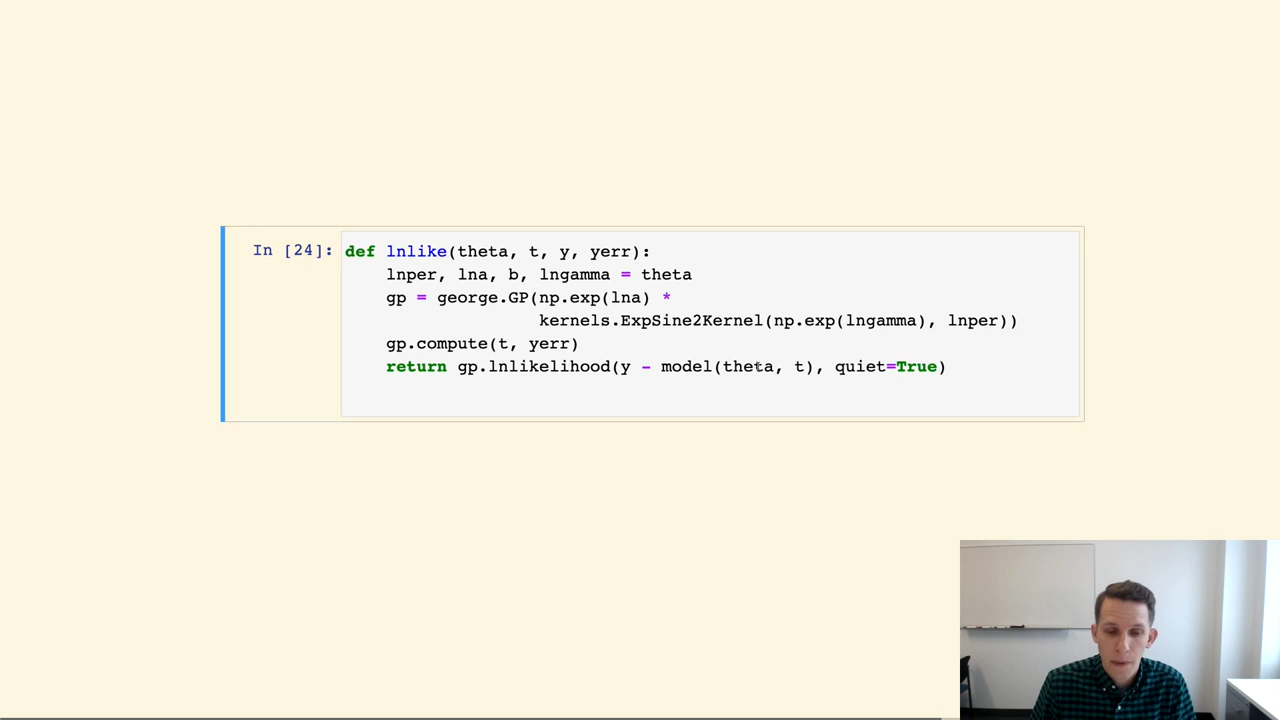 In [24]: def lnlike(theta, t, y, yerr):
lnper, lna, b, lngamma = theta
gp = george.GP(np.exp(lna) *
kernels.ExpSine2Kernel(np.exp(lngamma), lnper))
gp.compute(t, yerr)
return gp.lnlikelihood(y - model(theta, t), quiet=True)